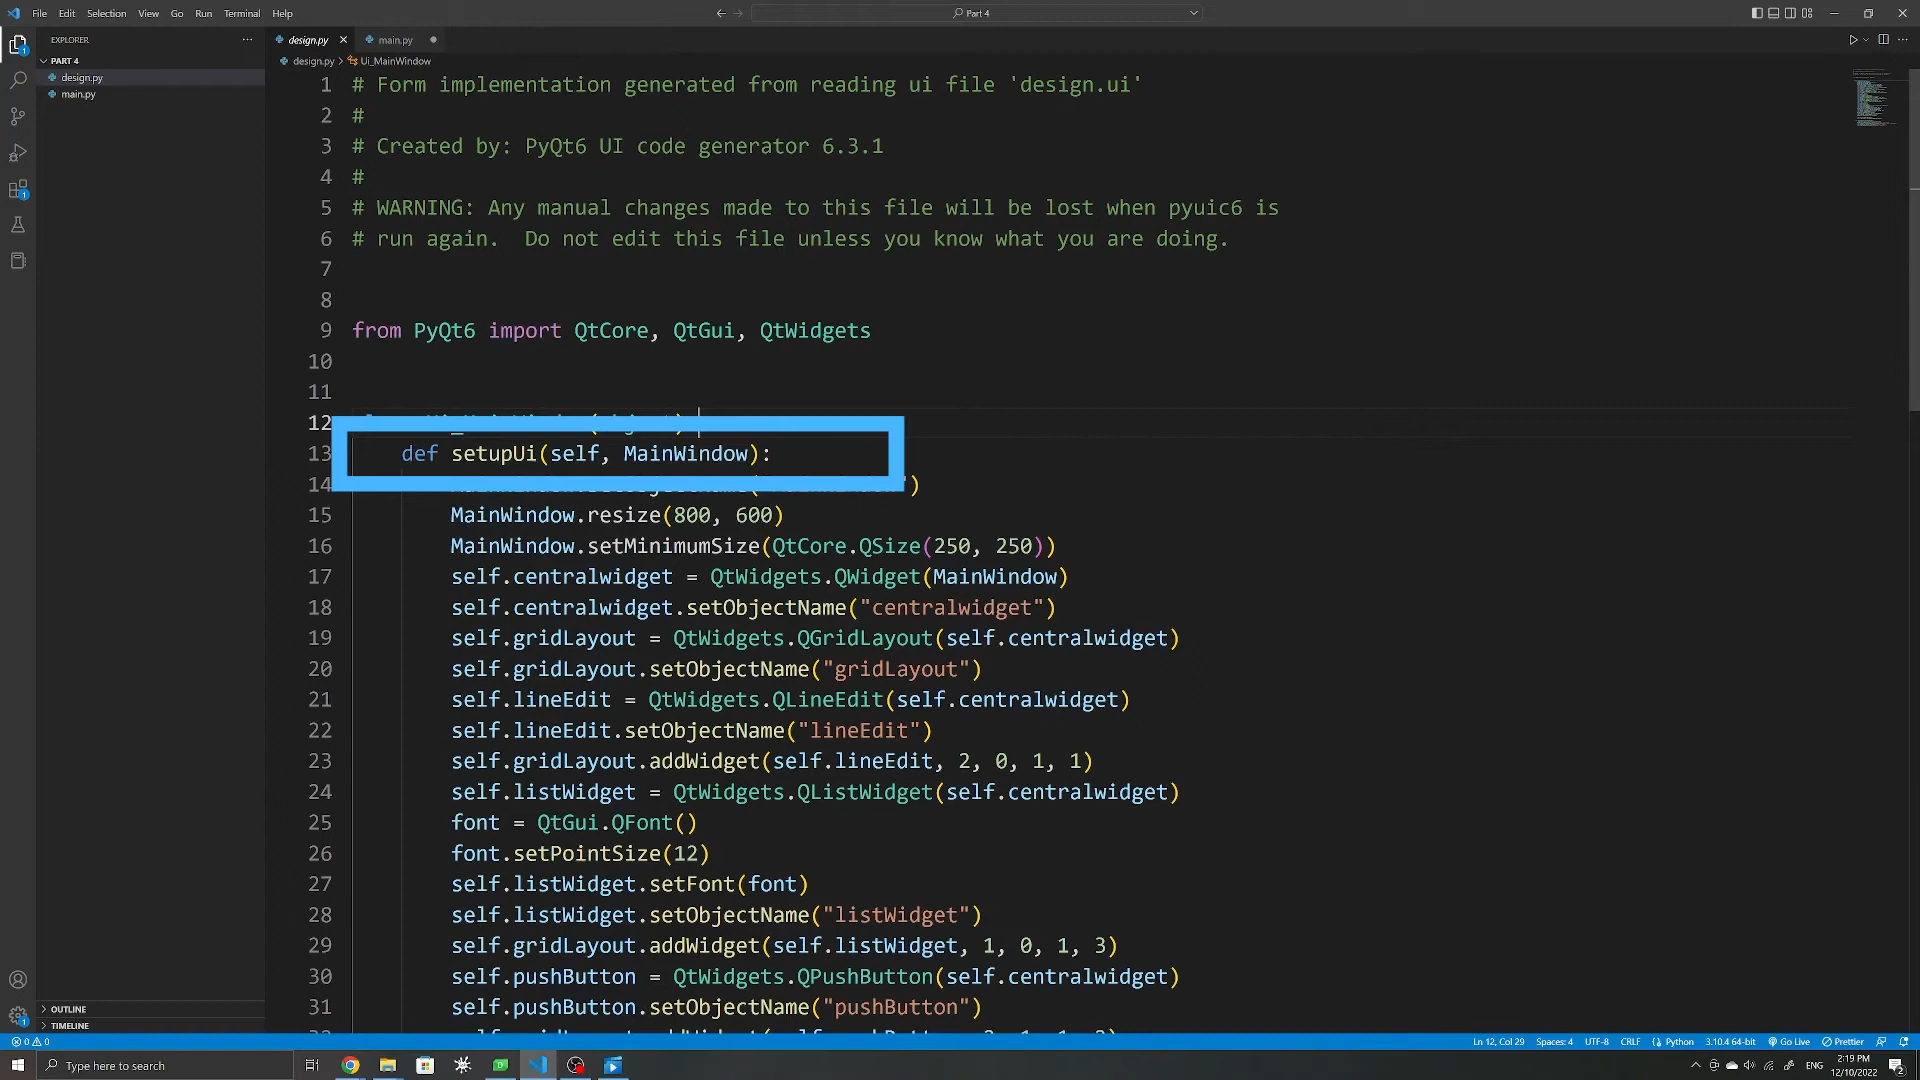 File Edit Selection View Go Run Terminal Help
Part 4
EXPLORER
PART 4
design.py
main.py
OUTLINE
TIMELINE
design.py
main.py
design.py > Ui_MainWindow
1 # Form implementation generated from reading ui file 'design.ui'
2 #
3 # Created by: PyQt6 UI code generator 6.3.1
4 #
5 # WARNING: Any manual changes made to this file will be lost when pyuic6 is
6 # run again.  Do not edit this file unless you know what you are doing.
7
8
9 from PyQt6 import QtCore, QtGui, QtWidgets
10
11
12
13 def setupUi(self, MainWindow):
14
15 MainWindow.resize(800, 600)
16 MainWindow.setMinimumSize(QtCore.QSize(250, 250))
17 self.centralwidget = QtWidgets.QWidget(MainWindow)
18 self.centralwidget.setObjectName("centralwidget")
19 self.gridLayout = QtWidgets.QGridLayout(self.centralwidget)
20 self.gridLayout.setObjectName("gridLayout")
21 self.lineEdit = QtWidgets.QLineEdit(self.centralwidget)
22 self.lineEdit.setObjectName("lineEdit")
23 self.gridLayout.addWidget(self.lineEdit, 2, 0, 1, 1)
24 self.listWidget = QtWidgets.QListWidget(self.centralwidget)
25 font = QtGui.QFont()
26 font.setPointSize(12)
27 self.listWidget.setFont(font)
28 self.listWidget.setObjectName("listWidget")
29 self.gridLayout.addWidget(self.listWidget, 1, 0, 1, 3)
30 self.pushButton = QtWidgets.QPushButton(self.centralwidget)
31 self.pushButton.setObjectName("pushButton")
0 0 Ln 12, Col 29 Spaces: 4 UTF-8 CRLF Python 3.10.4 64-bit Go Live Prettier
Type here to search
ENG
2:19 PM
12/10/2022